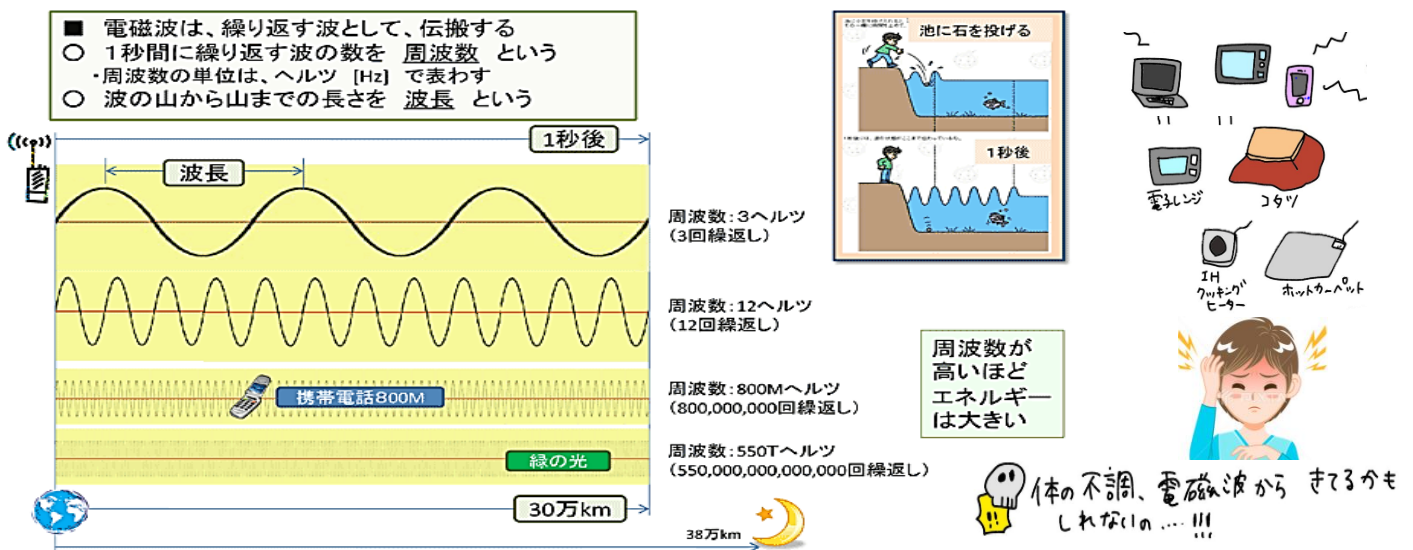 ■ 電磁波は、繰り返す波として、伝搬する
○ 1秒間に繰り返す波の数を 周波数 という
・周波数の単位は、ヘルツ [Hz] で表わす
○ 波の山から山までの長さを 波長 という
1秒後
波長
周波数:3ヘルツ
(3回繰返し)
周波数:12ヘルツ
(12回繰返し)
携帯電話800M
周波数:800Mヘルツ
(800,000,000回繰返し)
緑の光
周波数:550Tヘルツ
(550,000,000,000,000回繰返し)
30万km
38万km
池に石を投げる
1秒後
周波数が
高いほど
エネルギー
は大きい
電子レンジ
コタツ
IH
クッキング
ヒーター
ホットカーペット
体の不調、電磁波から きてるかも
しれないの....!!!